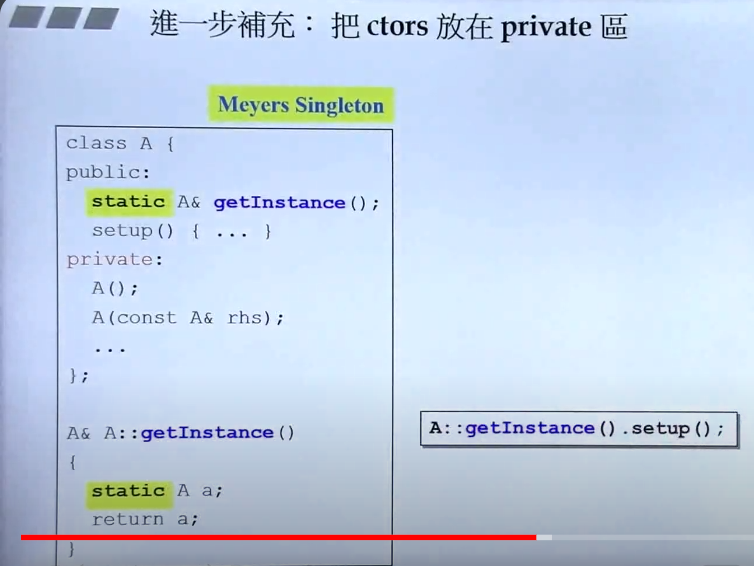 進一步補充： 把 ctors 放在 private 區
Meyers Singleton
class A {
public:
static A& getInstance();
setup() { ... }
private:
A();
A(const A& rhs);
...
};
A& A::getInstance()
{
static A a;
return a;
}
A::getInstance().setup();